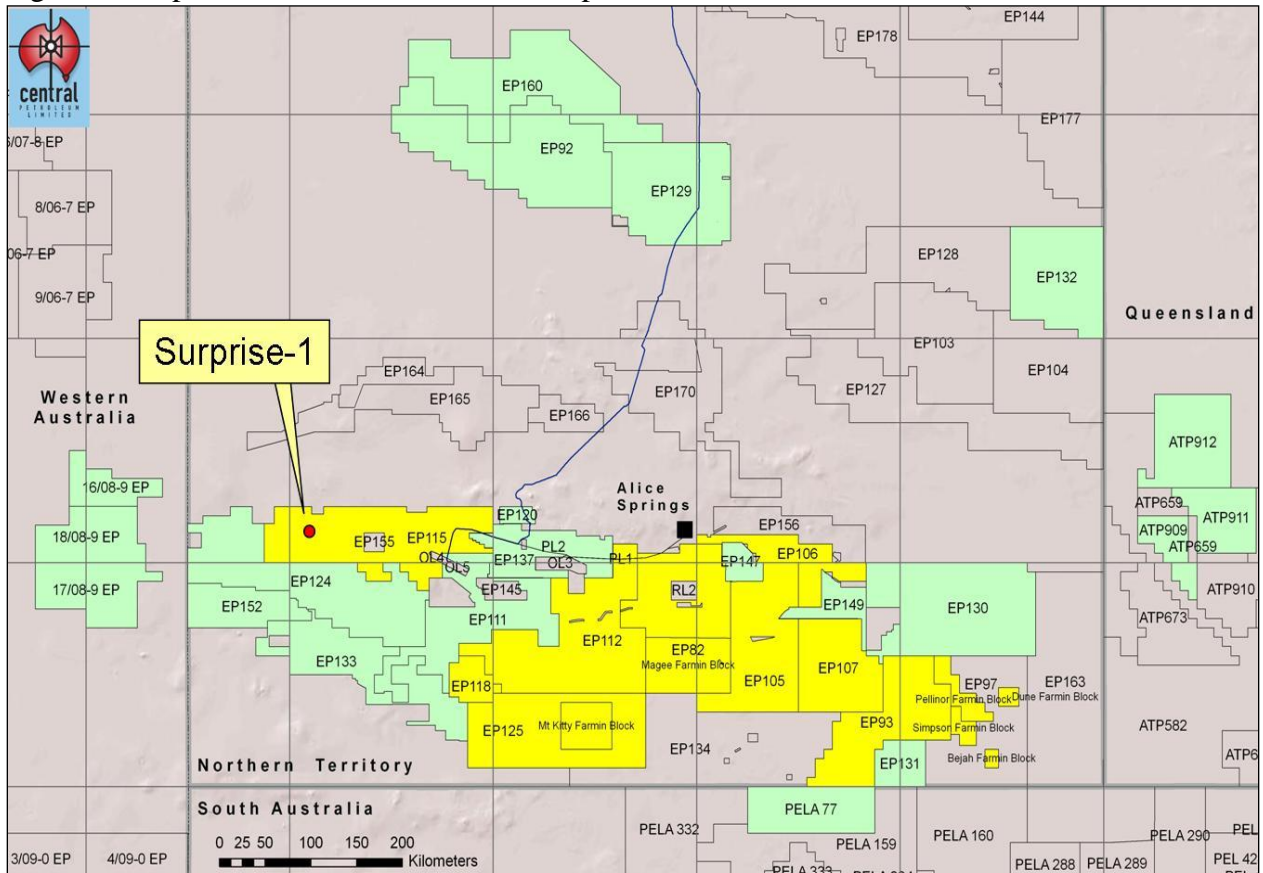 central
PETROLEUM
LIMITED
EP144
EP178
EP160
EP177
EP92
EP129
8/06-7 EP
06-7 EP
9/06-7 EP
EP128
EP132
Queensland
Surprise-1
EP103
EP104
EP164
EP165
EP166
EP170
EP127
Western
Australia
ATP912
16/08-9 EP
Alice
Springs
ATP659
ATP911
18/08-9 EP
EP120
EP156
ATP909
EP155
EP115
PL2
ATP659
OL4
EP137
OL3
PL1
EP147
EP106
OL5
17/08-9 EP
EP124
EP145
RL2
EP149
EP130
ATP910
EP152
EP111
ATP673
EP112
EP82
Magee Farmin Block
EP133
EP105
EP107
EP118
EP97
EP163
Pellinor Farmin Block
Dune Farmin Block
EP125
Mt Kitty Farmin Block
EP93
Simpson Farmin Block
ATP582
EP134
Bejah Farmin Block
EP131
Northern Territory
South Australia
PELA 77
0 25 50 100 150 200
Kilometers
PELA 332
PELA 159
PELA 160
PELA 290
3/09-0 EP
4/09-0 EP
PELA 288
PELA 289
PEL 42